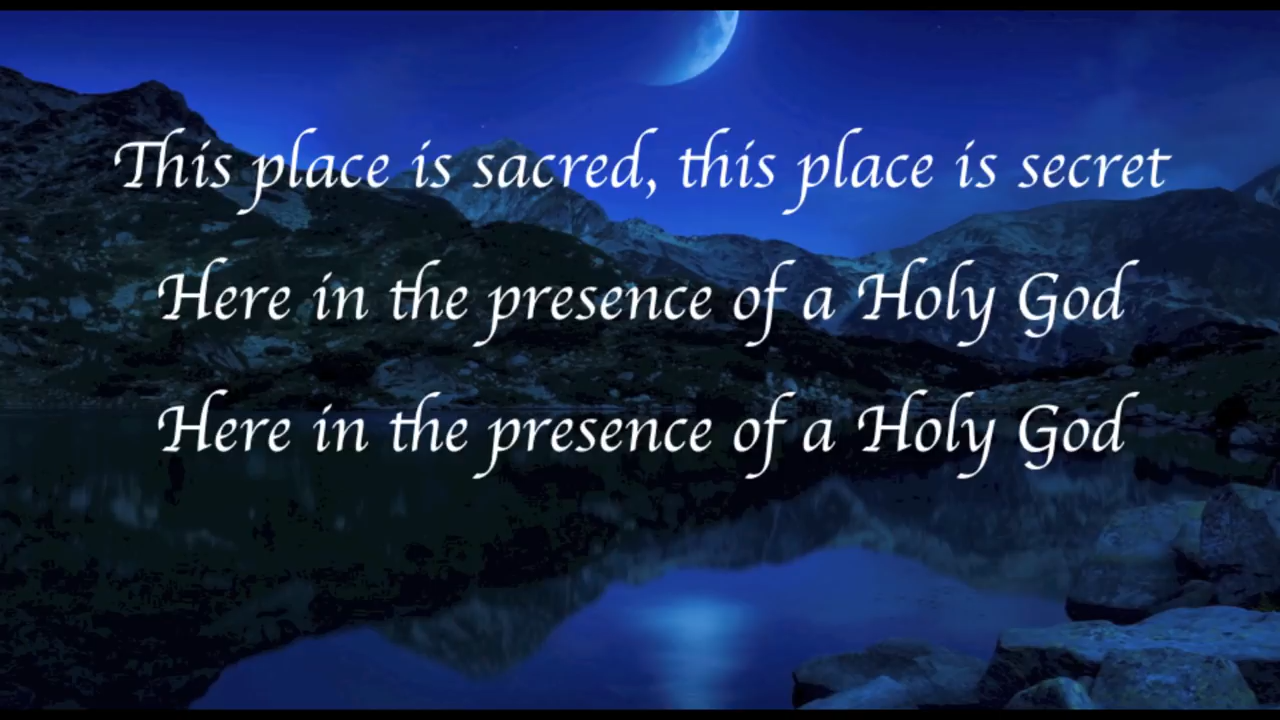 This place is sacred, this place is secret
Here in the presence of a Holy God
Here in the presence of a Holy God